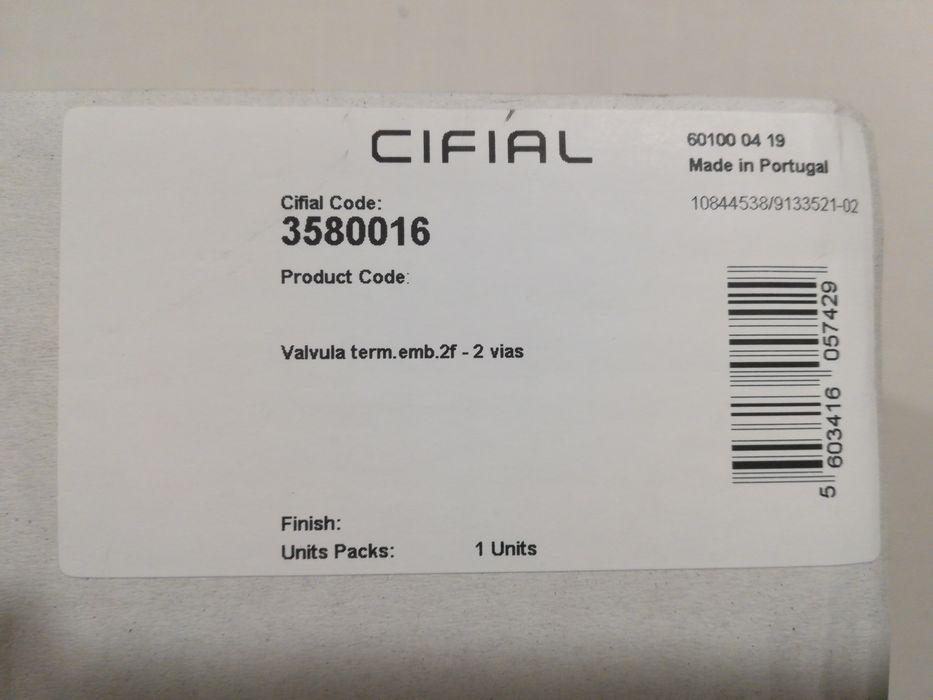 CIFIAL
60100 04 19
Made in Portugal
10844538/9133521-02
Cifial Code:
3580016
Product Code:
Valvula term.emb.2f - 2 vias
5 603416 057429
Finish:
Units Packs: 1 Units